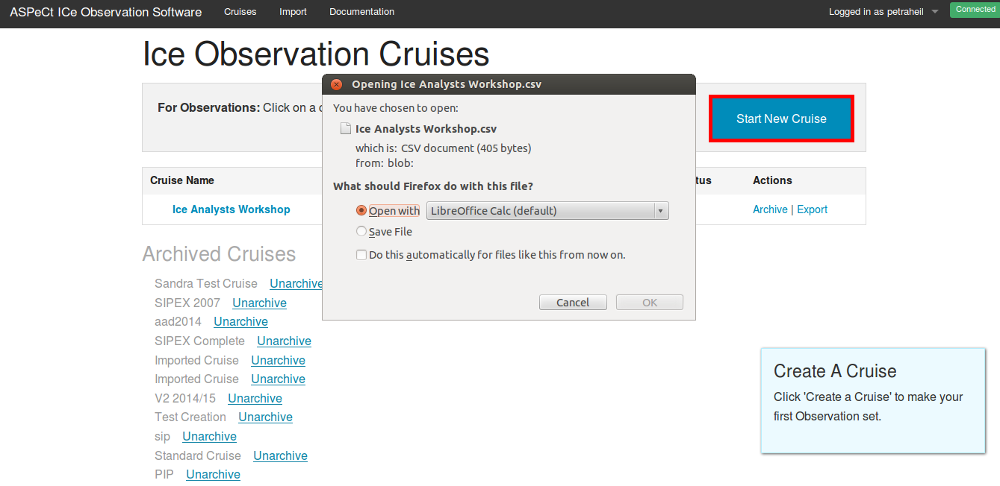 ASPeCt ICe Observation Software Cruises Import Documentation Logged in as petraheil Connected
Ice Observation Cruises
For Observations: Click on a c
Start New Cruise
Opening Ice Analysts Workshop.csv
You have chosen to open:
Ice Analysts Workshop.csv
which is: CSV document (405 bytes)
from: blob:
What should Firefox do with this file?
Open with LibreOffice Calc (default)
Save File
Do this automatically for files like this from now on.
Cancel OK
Cruise Name tus Actions
Ice Analysts Workshop Archive | Export
Archived Cruises
Sandra Test Cruise Unarchive
SIPEX 2007 Unarchive
aad2014 Unarchive
SIPEX Complete Unarchive
Imported Cruise Unarchive
Imported Cruise Unarchive
V2 2014/15 Unarchive
Test Creation Unarchive
sip Unarchive
Standard Cruise Unarchive
PIP Unarchive
Create A Cruise
Click 'Create a Cruise' to make your
first Observation set.